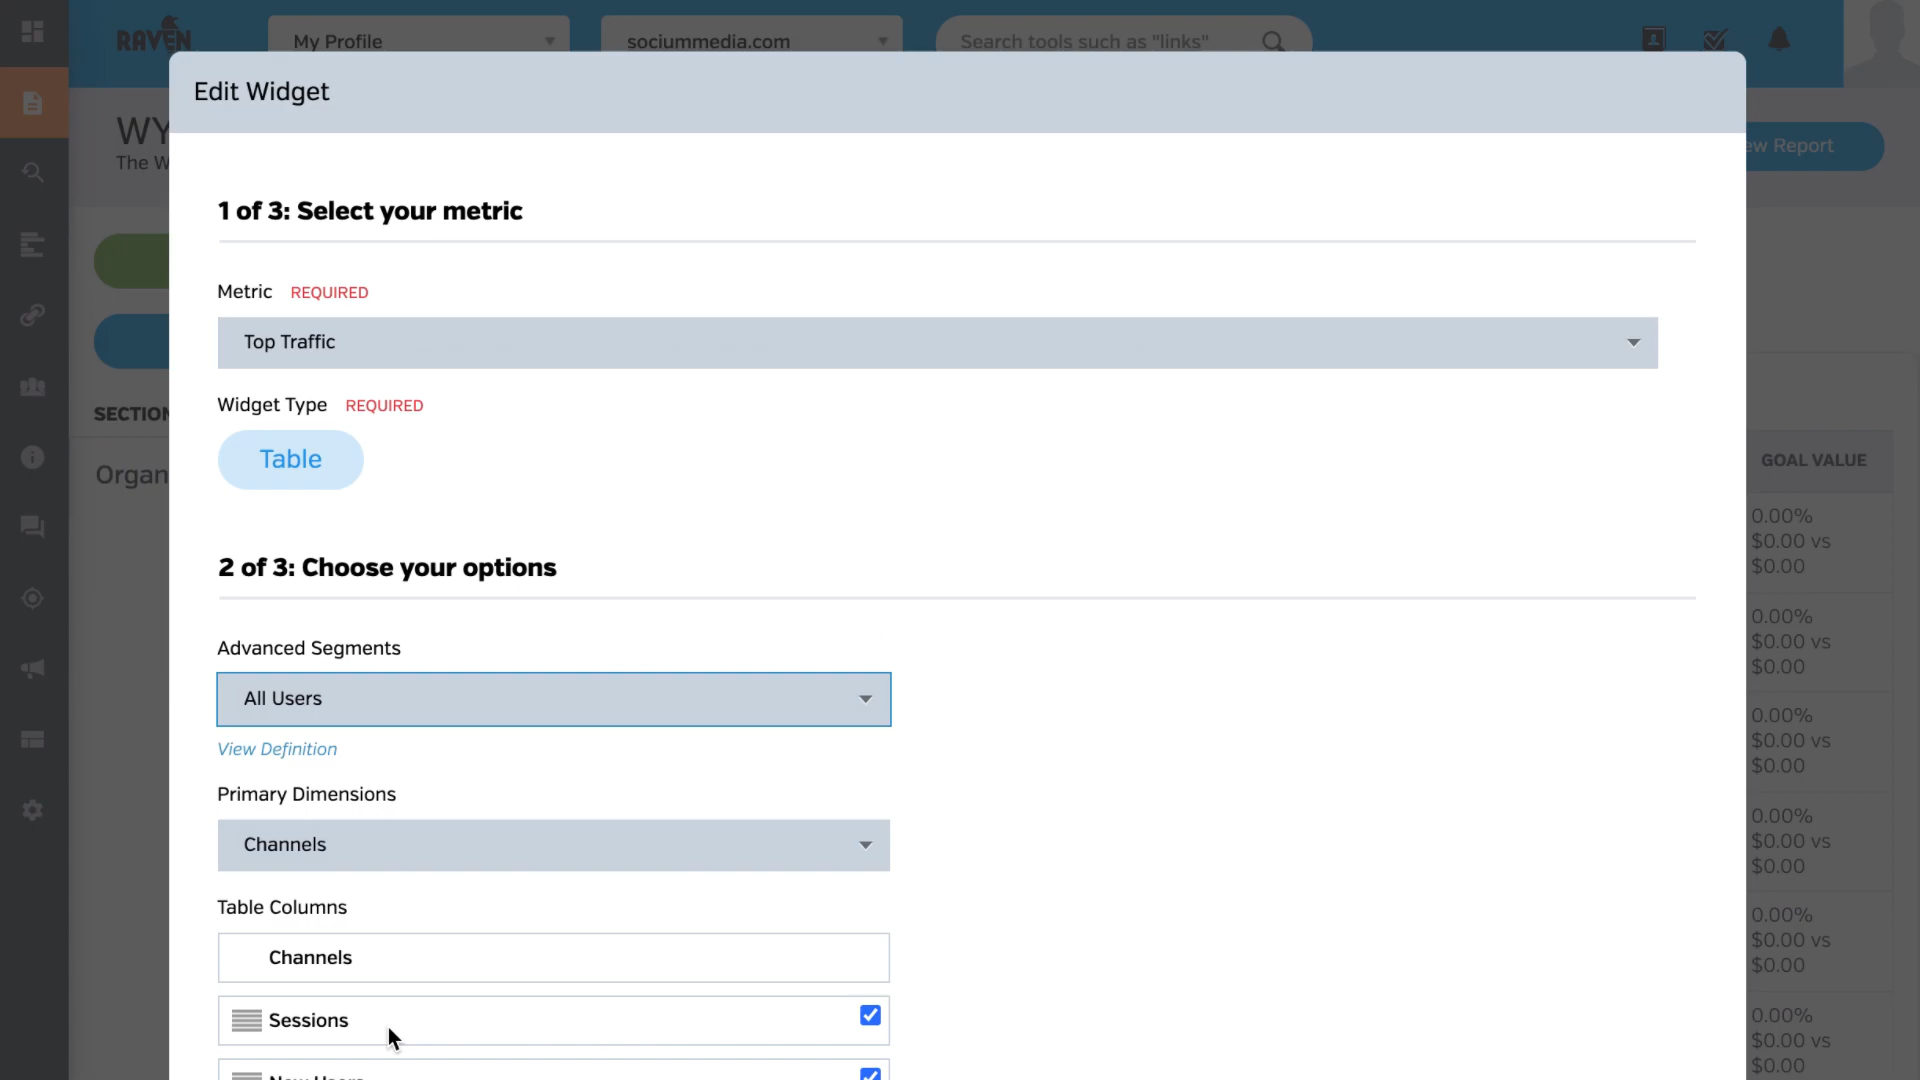 RAVEN
My Profile
sociummedia.com
Search tools such as "links"
Edit Widget
WY
The W
ew Report
1 of 3: Select your metric
Metric REQUIRED
Top Traffic
Widget Type REQUIRED
SECTION
Table
GOAL VALUE
Organ
0.00%
$0.00 vs
$0.00
2 of 3: Choose your options
0.00%
$0.00 vs
$0.00
Advanced Segments
All Users
0.00%
$0.00 vs
$0.00
View Definition
Primary Dimensions
Channels
0.00%
$0.00 vs
$0.00
Table Columns
Channels
0.00%
$0.00 vs
$0.00
Sessions
0.00%
$0.00 vs
$0.00
New Users